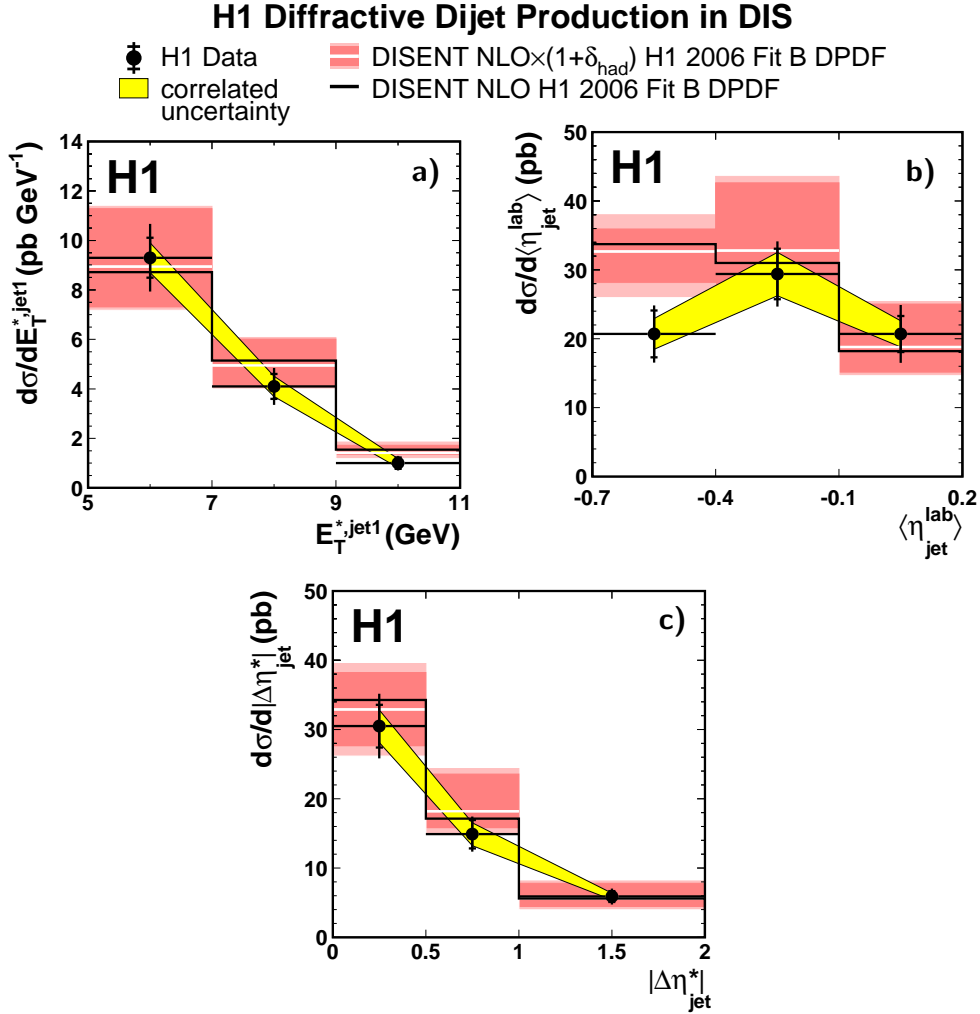 H1 Diffractive Dijet Production in DIS
H1 Data
correlated
uncertainty
DISENT NLO×(1+δhad) H1 2006 Fit B DPDF
DISENT NLO H1 2006 Fit B DPDF
H1
a)
dσ/dE*,jet1T (pb GeV-1)
14
12
10
8
6
4
2
0
5
7
9
11
E*,jet1T (GeV)
H1
b)
dσ/d⟨ηlabjet⟩ (pb)
50
40
30
20
10
0
-0.7
-0.4
-0.1
0.2
⟨ηlabjet⟩
H1
c)
dσ/d|Δη*jet| (pb)
50
40
30
20
10
0
0
0.5
1
1.5
2
|Δη*jet|